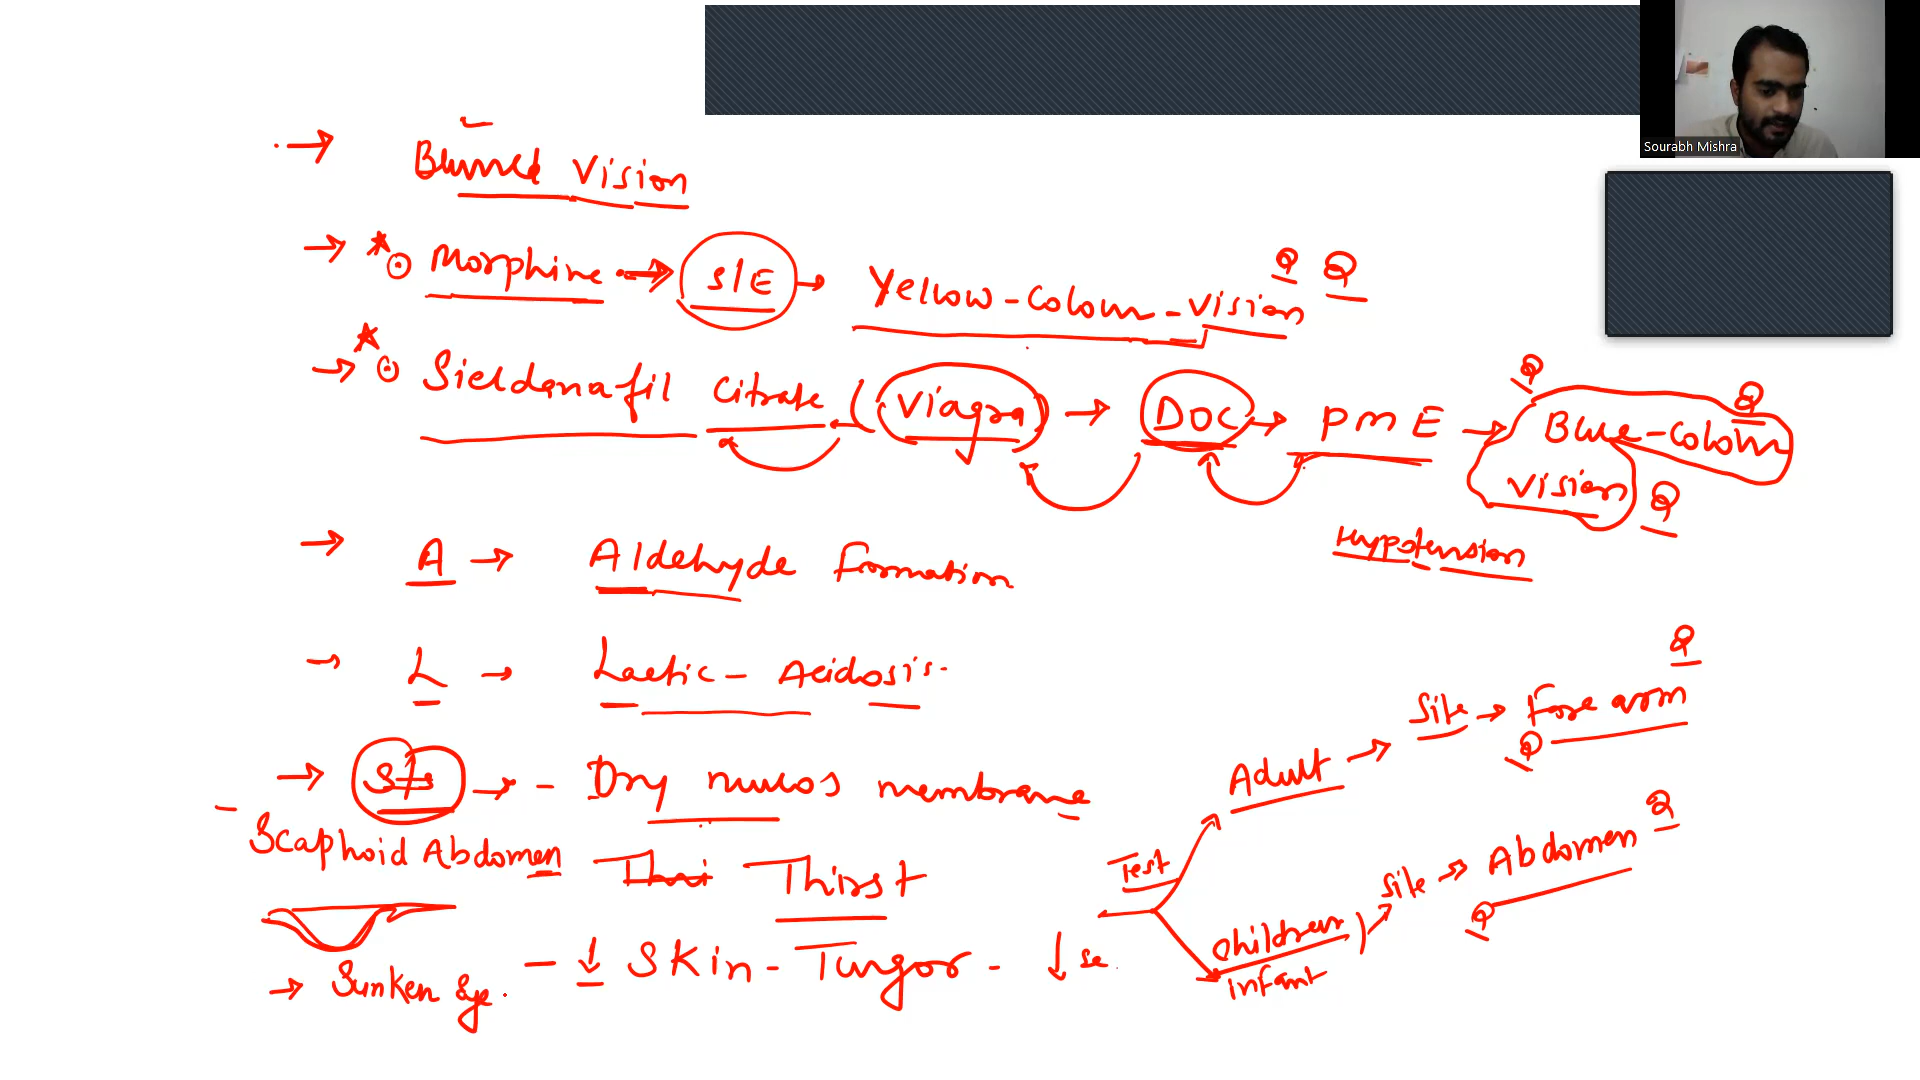 Sourabh Mishra
→ Blurred Vision
→ * ⊙ Morphine → S/E → Yellow-Colour-Vision Q Q
→ * ⊙ Sieldenafil Citrate (Viagra) → DOC → PME → Blue-Colour Vision Q Q Q
Hypotension
→ A → Aldehyde Formation
→ L → Lactic-Acidosis
→ S/s → - Dry mucos membrane
- Scaphoid Abdomen
Thirst
→ Sunken Eye
- ↓ Skin-Turgor - ↓ se
Test
Adult → Site → Fore arm Q Q
Children infant → Site → Abdomen Q Q